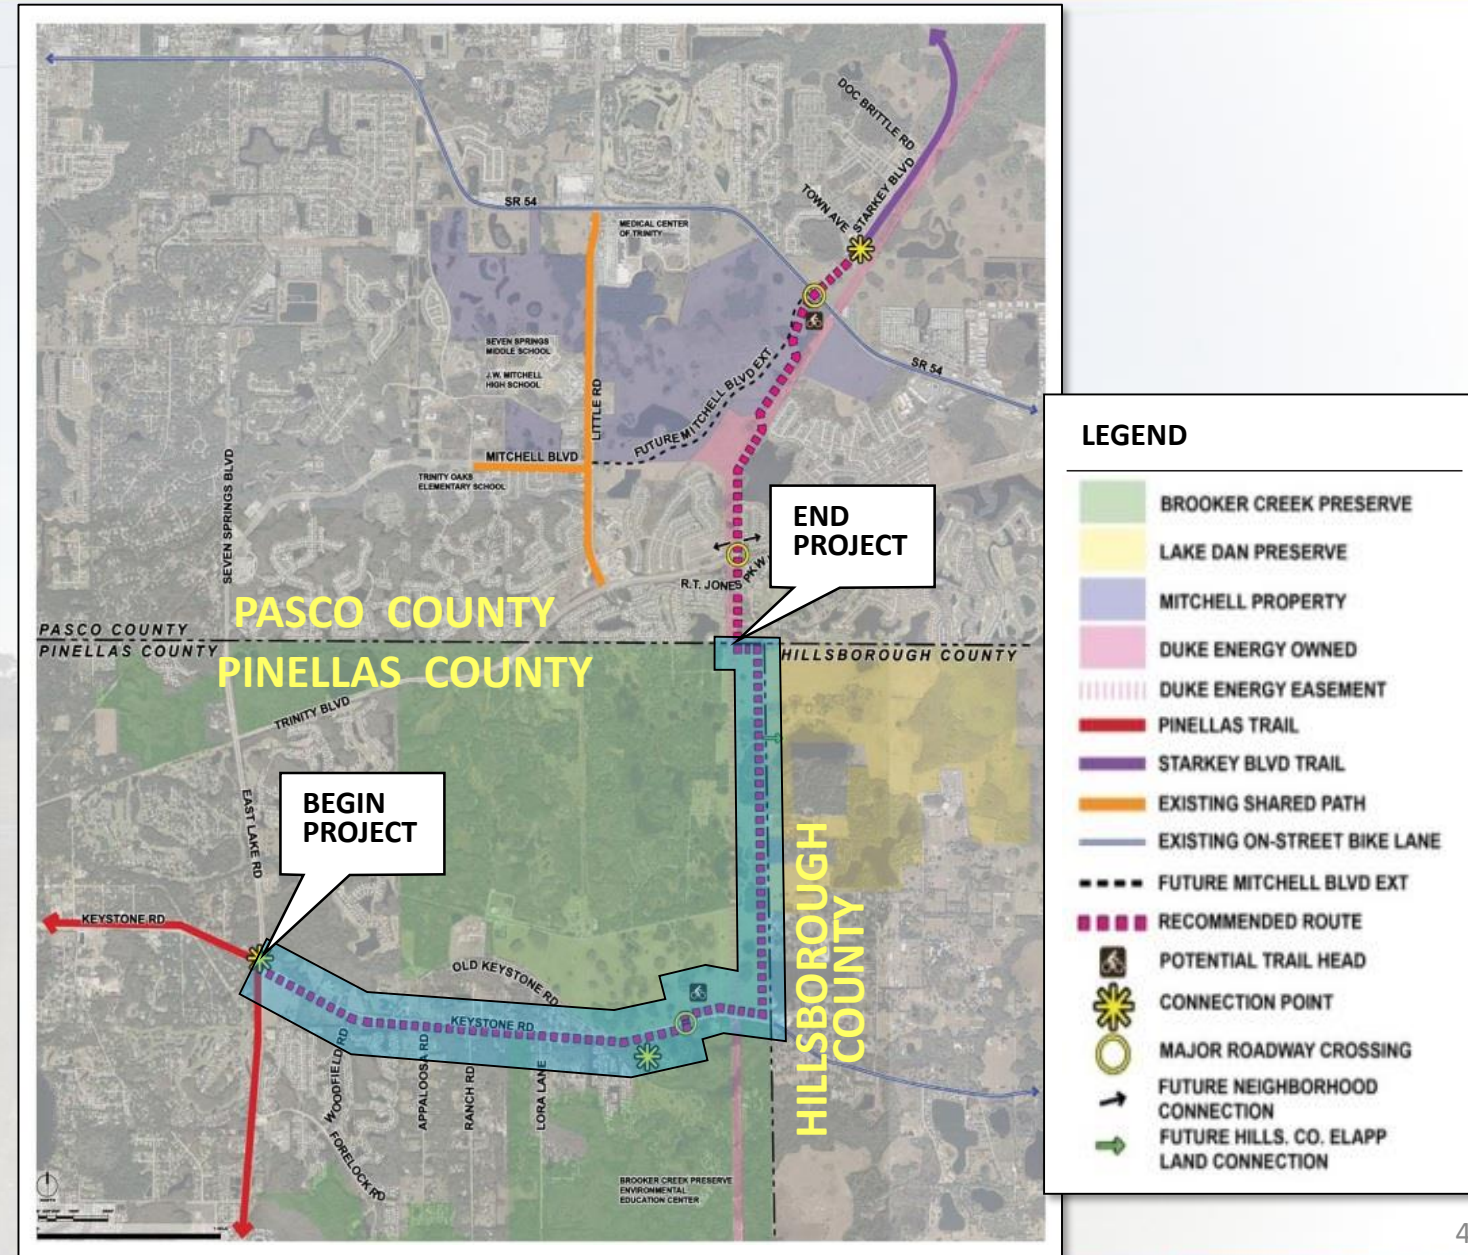 DOC BRITTLE RD
STARKEY BLVD
TOWN AVE
SR 54
MEDICAL CENTER
OF TRINITY
SEVEN SPRINGS
MIDDLE SCHOOL
J.W. MITCHELL
HIGH SCHOOL
LITTLE RD
FUTURE MITCHELL BLVD EXT
SR 54
MITCHELL BLVD
TRINITY OAKS
ELEMENTARY SCHOOL
SEVEN SPRINGS BLVD
END
PROJECT
R.T. JONES PKWY
PASCO COUNTY
PASCO COUNTY
PINELLAS COUNTY
PINELLAS COUNTY
HILLSBOROUGH COUNTY
TRINITY BLVD
EAST LAKE RD
BEGIN
PROJECT
HILLSBOROUGH
COUNTY
KEYSTONE RD
OLD KEYSTONE RD
KEYSTONE RD
WOODFIELD RD
APPALOOSA RD
RANCH RD
LORA LANE
FORELOCK RD
BROOKER CREEK PRESERVE
ENVIRONMENTAL
EDUCATION CENTER
LEGEND
BROOKER CREEK PRESERVE
LAKE DAN PRESERVE
MITCHELL PROPERTY
DUKE ENERGY OWNED
DUKE ENERGY EASEMENT
PINELLAS TRAIL
STARKEY BLVD TRAIL
EXISTING SHARED PATH
EXISTING ON-STREET BIKE LANE
FUTURE MITCHELL BLVD EXT
RECOMMENDED ROUTE
POTENTIAL TRAIL HEAD
CONNECTION POINT
MAJOR ROADWAY CROSSING
FUTURE NEIGHBORHOOD
CONNECTION
FUTURE HILLS. CO. ELAPP
LAND CONNECTION
4